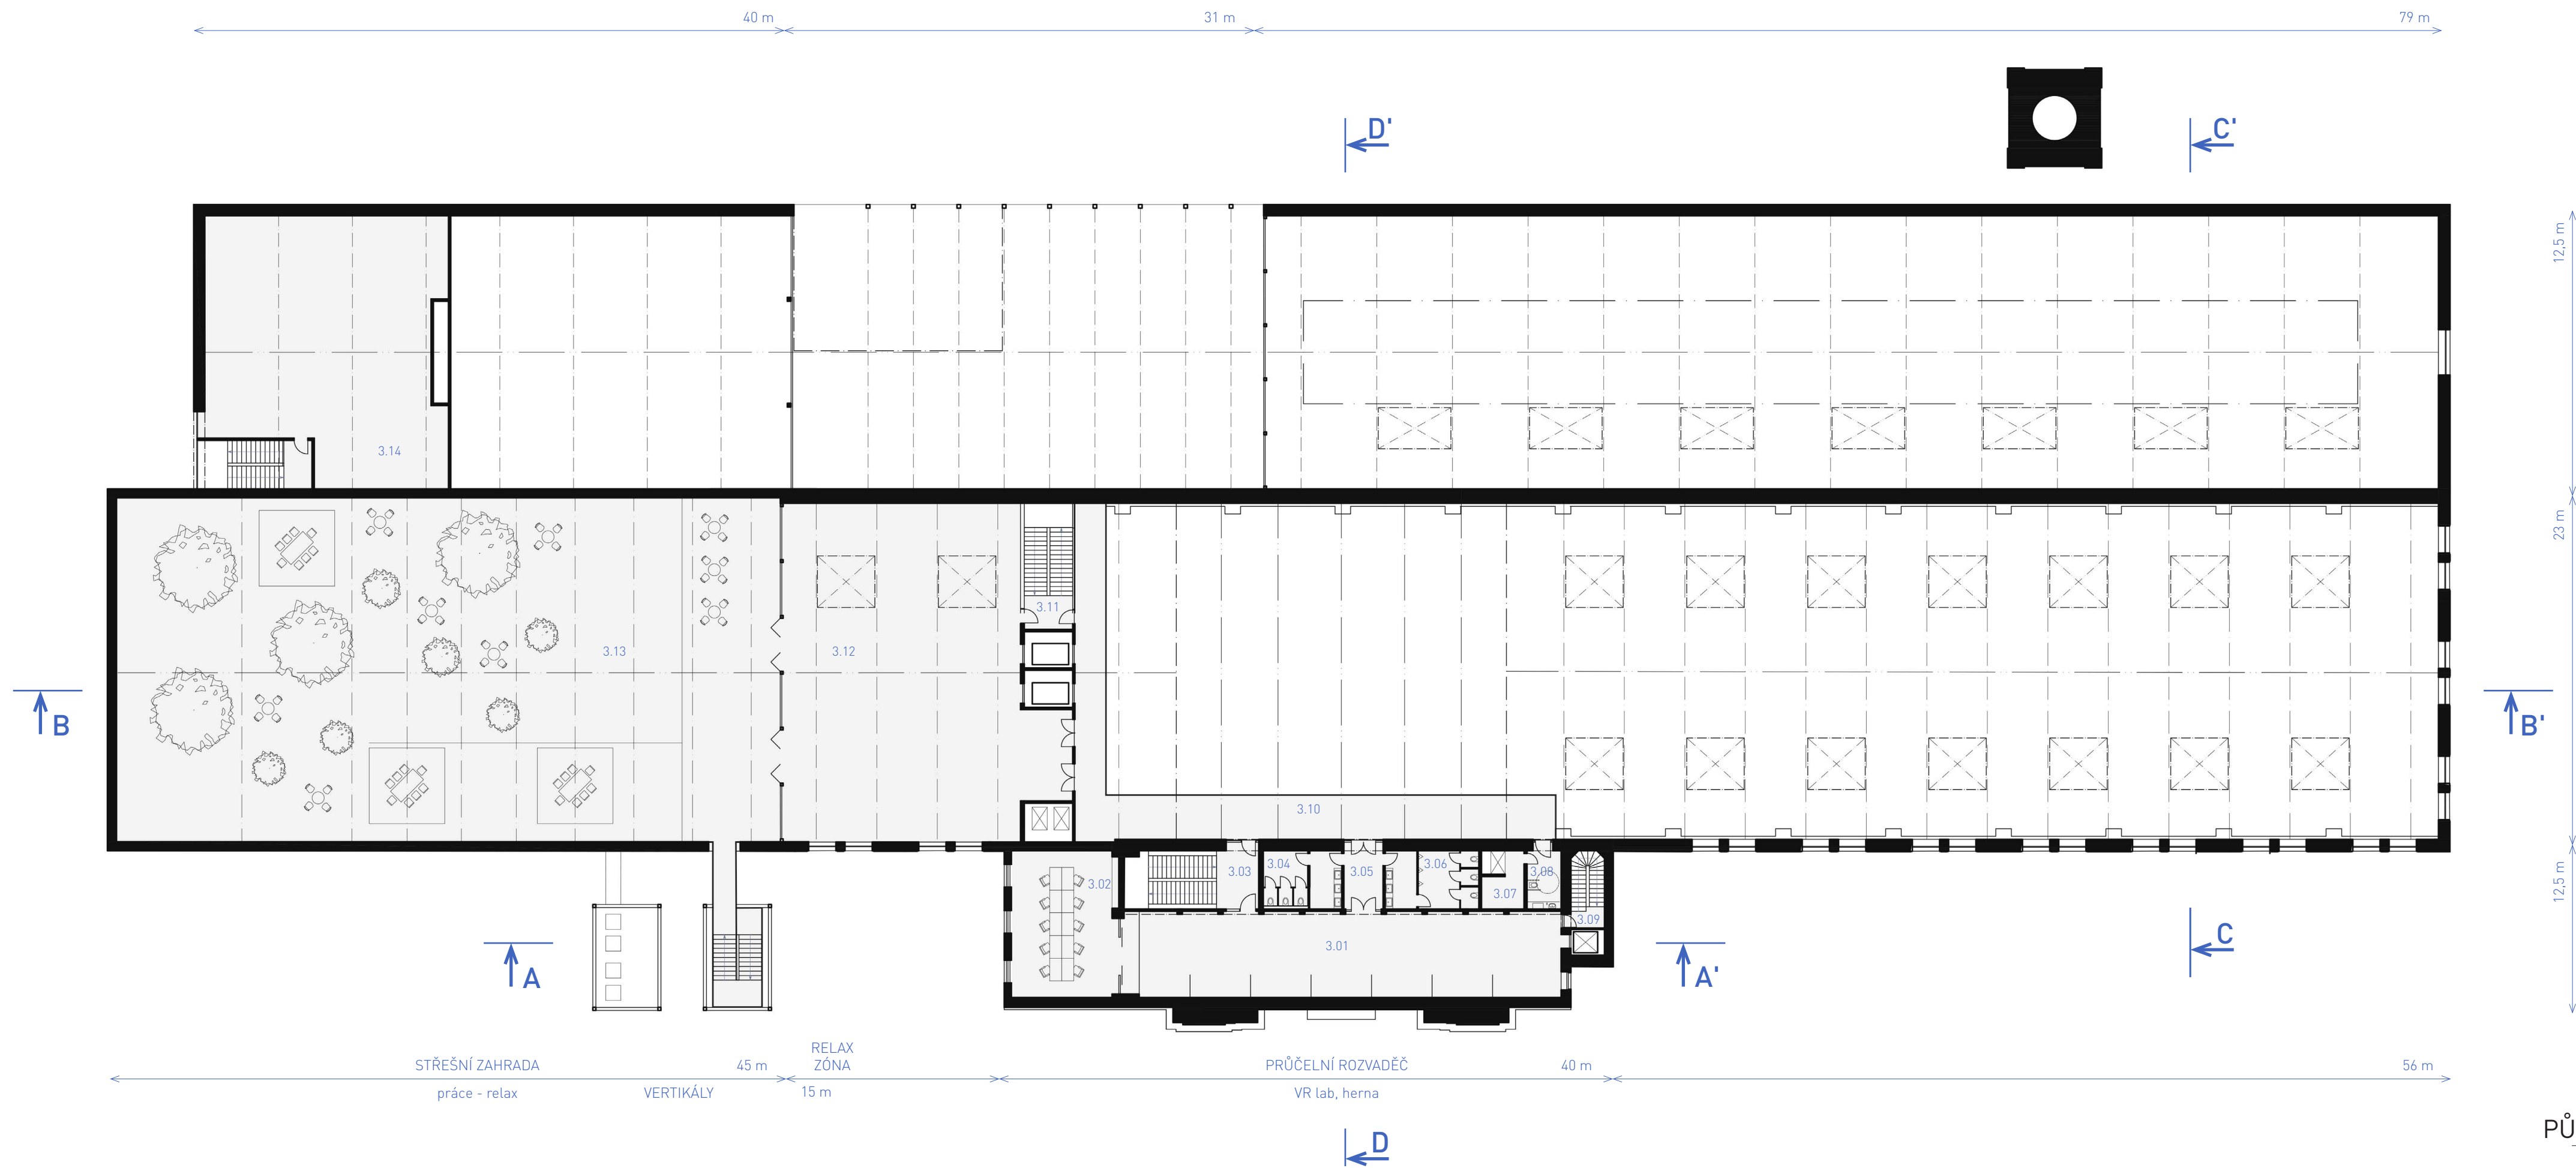 40 m 31 m 79 m
D' C'
12,5 m
3.14
23 m
3.11
3.13 3.12
B B'
3.10
3.02 3.03 3.04 3.05 3.06 3.07 3.08
12,5 m
3.09
3.01
C
A A'
RELAX
STŘEŠNÍ ZAHRADA 45 m ZÓNA PRŮČELNÍ ROZVADĚČ 40 m 56 m
práce - relax VERTIKÁLY 15 m VR lab, herna
PŮ
D